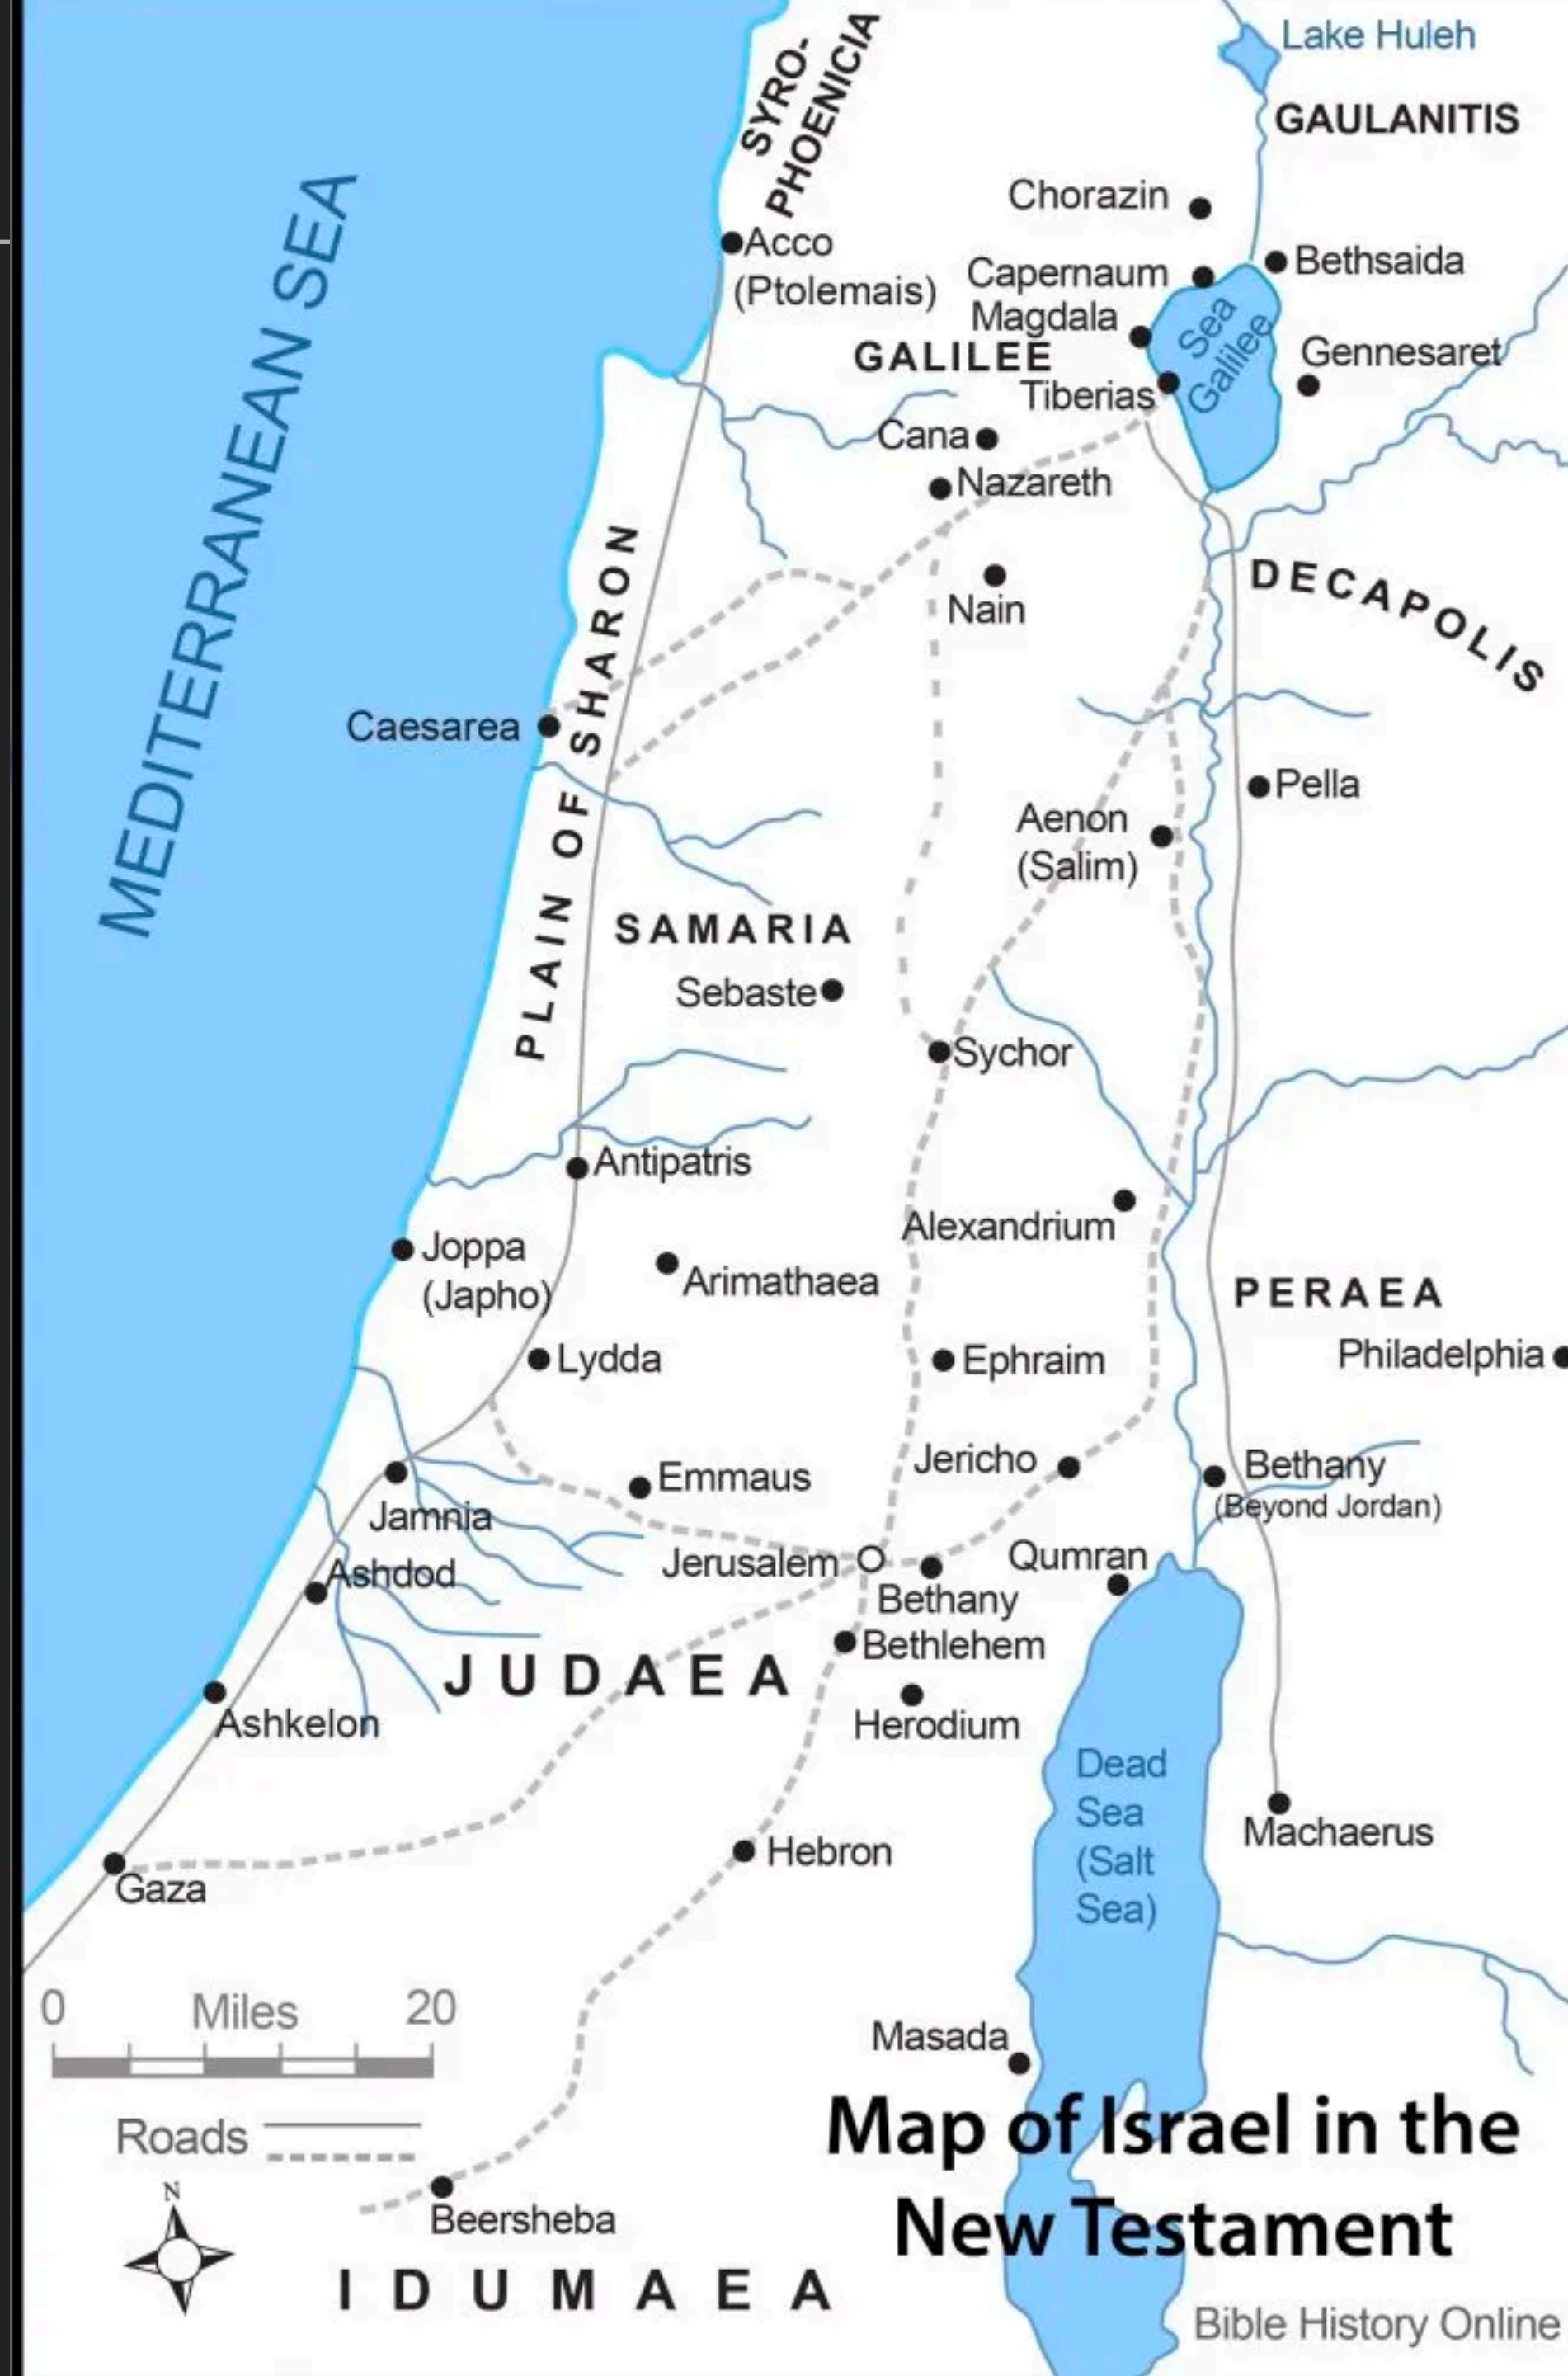 Lake Huleh
SYRO-
PHOENICIA
GAULANITIS
MEDITERRANEAN SEA
Chorazin
Acco
(Ptolemais)
Capernaum
Bethsaida
Magdala
Sea
Galilee
GALILEE
Gennesaret
Tiberias
Cana
Nazareth
DECAPOLIS
Nain
PLAIN OF SHARON
Caesarea
Pella
Aenon
(Salim)
SAMARIA
Sebaste
Sychor
Antipatris
Alexandrium
Joppa
(Japho)
Arimathaea
PERAEA
Lydda
Ephraim
Philadelphia
Jericho
Bethany
(Beyond Jordan)
Emmaus
Jamnia
Jerusalem
Qumran
Ashdod
Bethany
Bethlehem
JUDAEA
Ashkelon
Herodium
Dead
Sea
(Salt
Sea)
Machaerus
Hebron
Gaza
0 Miles 20
Masada
Roads
Map of Israel in the
New Testament
N
Beersheba
IDUMAEA
Bible History Online